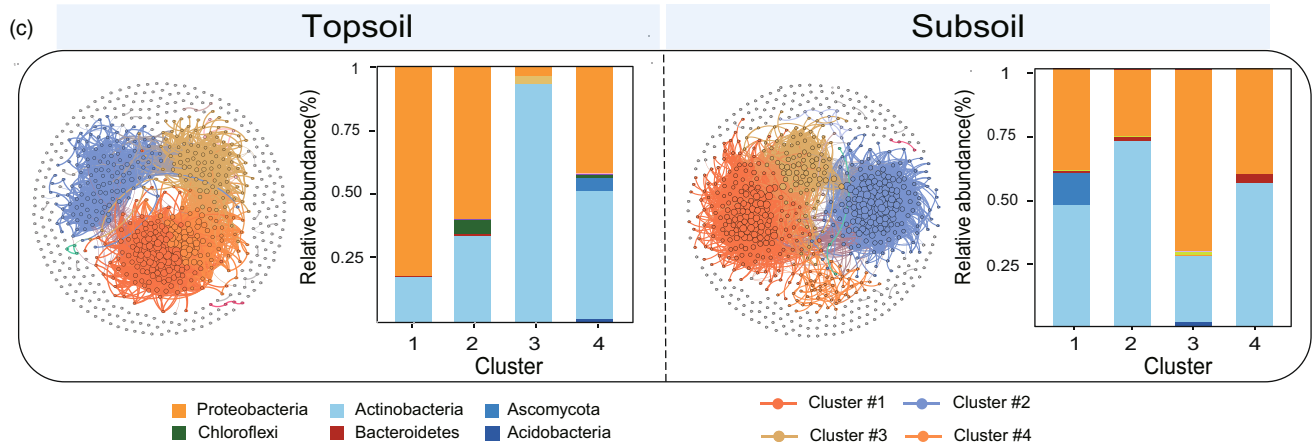 (c)
Topsoil
Subsoil
Relative abundance(%)
1
0.75
0.50
0.25
1 2 3 4
Cluster
Relative abundance(%)
1
0.75
0.50
0.25
1 2 3 4
Cluster
Proteobacteria Actinobacteria Ascomycota
Chloroflexi Bacteroidetes Acidobacteria
Cluster #1 Cluster #2
Cluster #3 Cluster #4